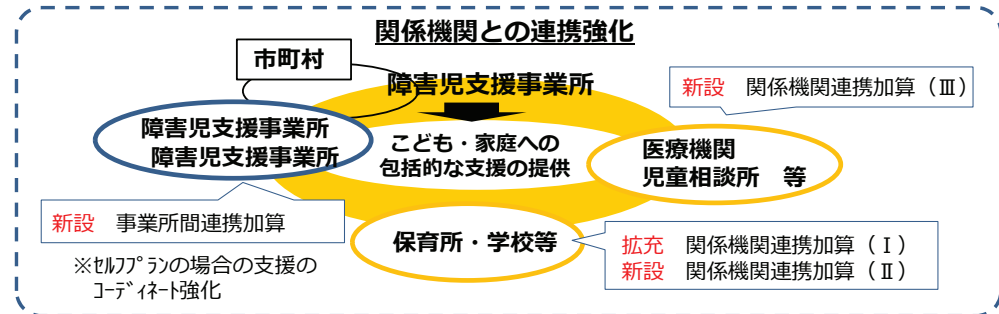 関係機関との連携強化
市町村
障害児支援事業所
新設 関係機関連携加算（Ⅲ）
障害児支援事業所
障害児支援事業所
こども・家庭への
包括的な支援の提供
医療機関
児童相談所 等
新設 事業所間連携加算
※ｾﾙﾌﾌﾟﾗﾝの場合の支援の
ｺｰﾃﾞｨﾈｰﾄ強化
保育所・学校等
拡充 関係機関連携加算（Ⅰ）
新設 関係機関連携加算（Ⅱ）